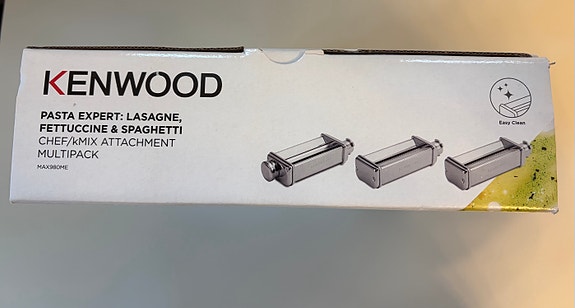 KENWOOD
PASTA EXPERT: LASAGNE,
FETTUCCINE & SPAGHETTI
CHEF/kMIX ATTACHMENT
MULTIPACK
MAX980ME
Easy Clean